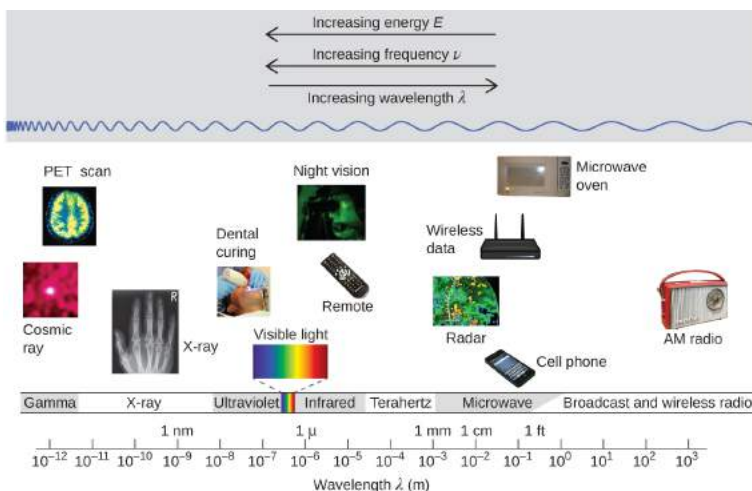 Increasing energy E
Increasing frequency ν
Increasing wavelength λ
PET scan
Night vision
Microwave
oven
Dental
curing
Wireless
data
Cosmic
ray
R
X-ray
Remote
Visible light
Radar
Cell phone
AM radio
Gamma X-ray Ultraviolet Infrared Terahertz Microwave Broadcast and wireless radio
1 nm 1 μ 1 mm 1 cm 1 ft
10⁻¹² 10⁻¹¹ 10⁻¹⁰ 10⁻⁹ 10⁻⁸ 10⁻⁷ 10⁻⁶ 10⁻⁵ 10⁻⁴ 10⁻³ 10⁻² 10⁻¹ 10⁰ 10¹ 10² 10³
Wavelength λ (m)